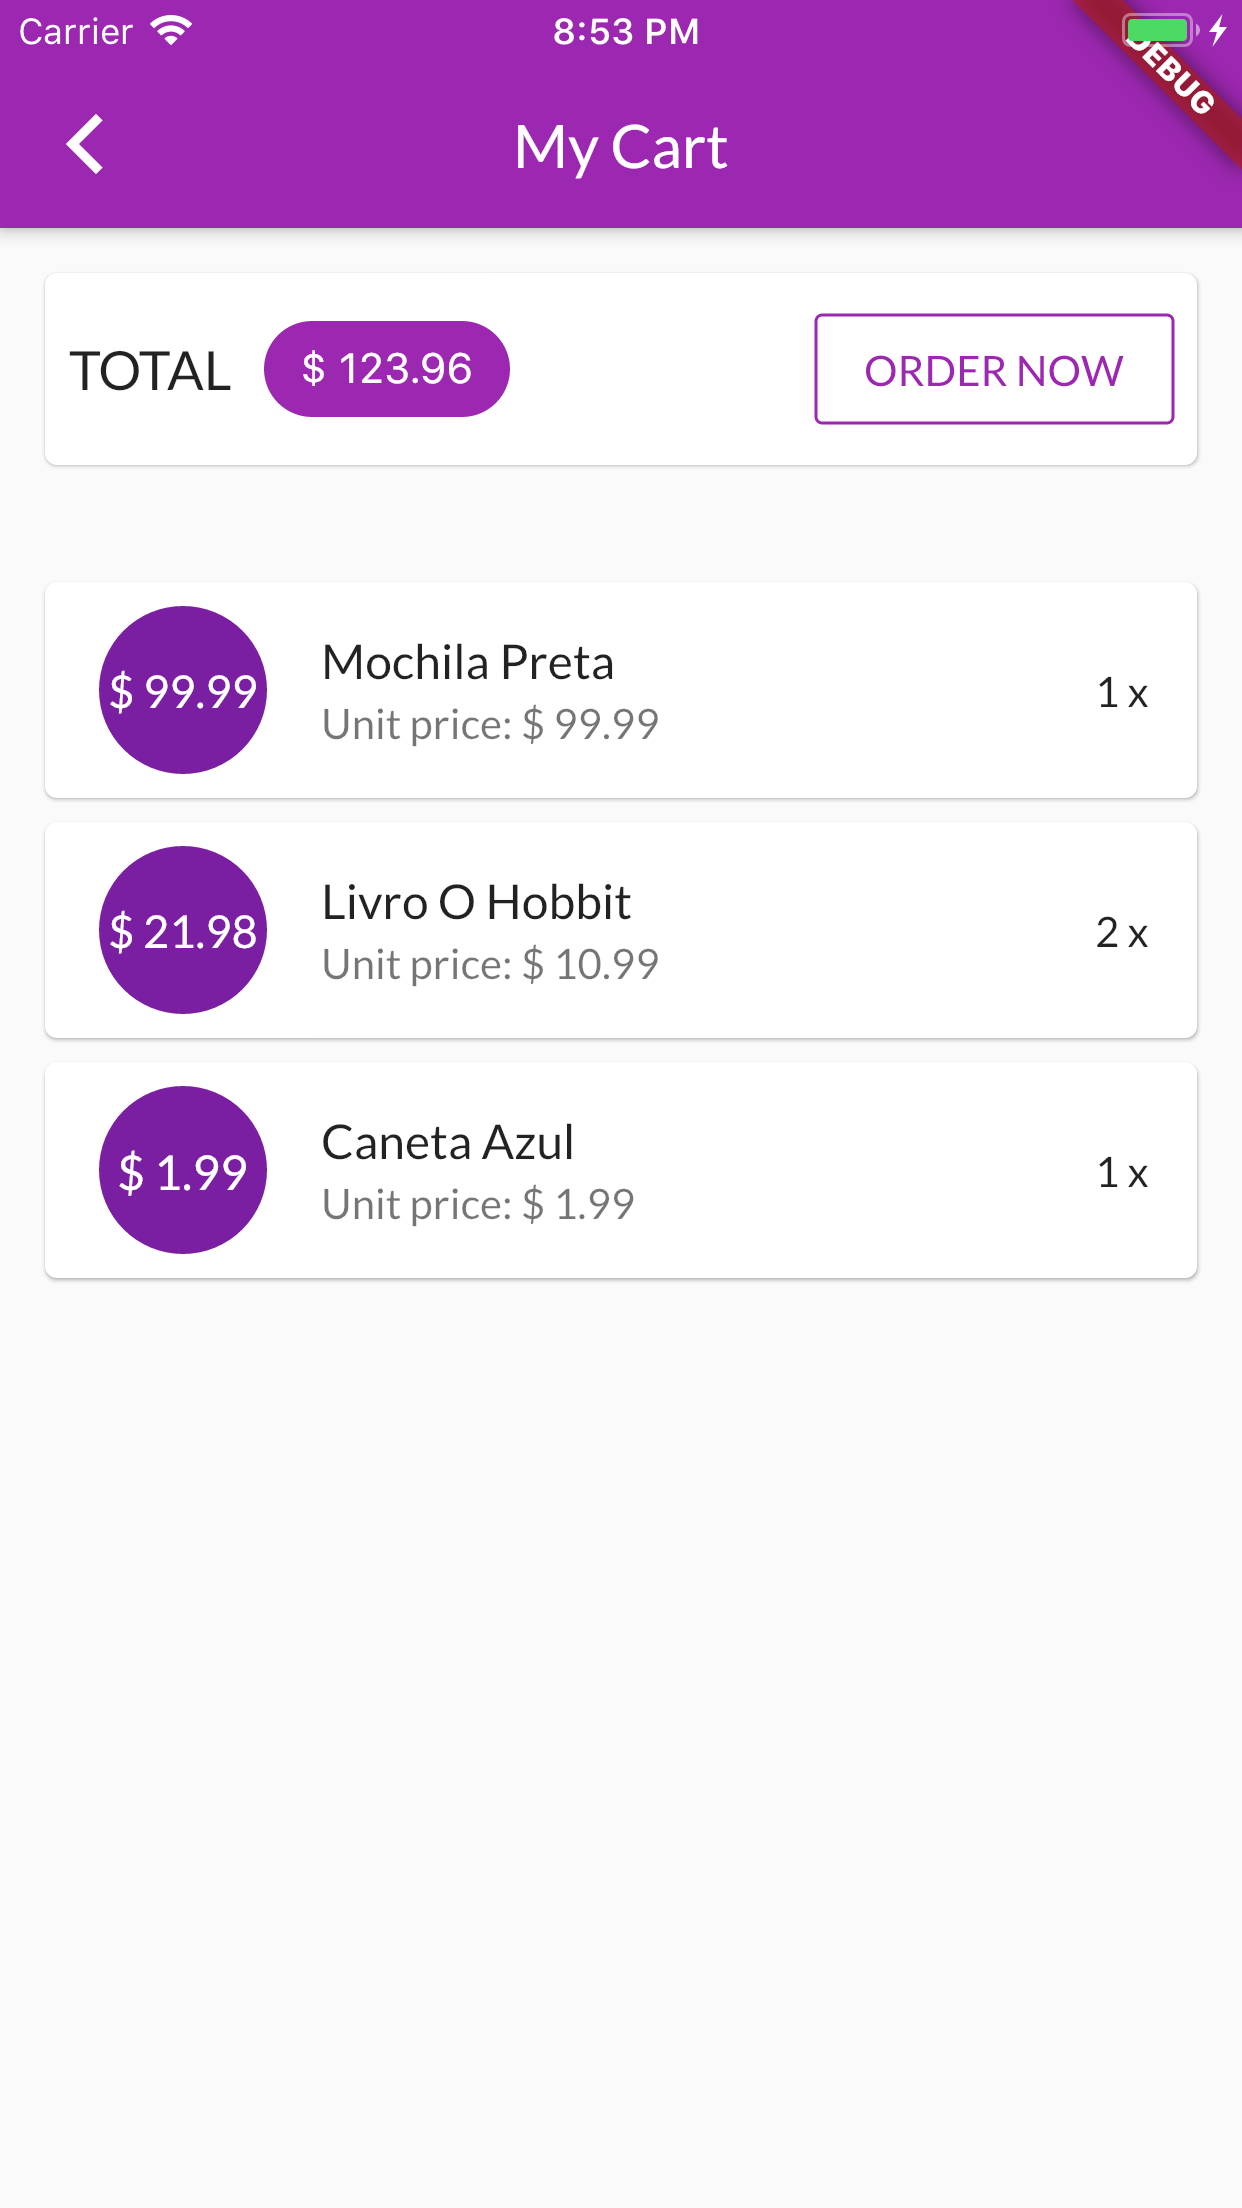 Carrier 8:53 PM
DEBUG
My Cart
TOTAL $ 123.96 ORDER NOW
$ 99.99 Mochila Preta 1 x
Unit price: $ 99.99
$ 21.98 Livro O Hobbit 2 x
Unit price: $ 10.99
$ 1.99 Caneta Azul 1 x
Unit price: $ 1.99